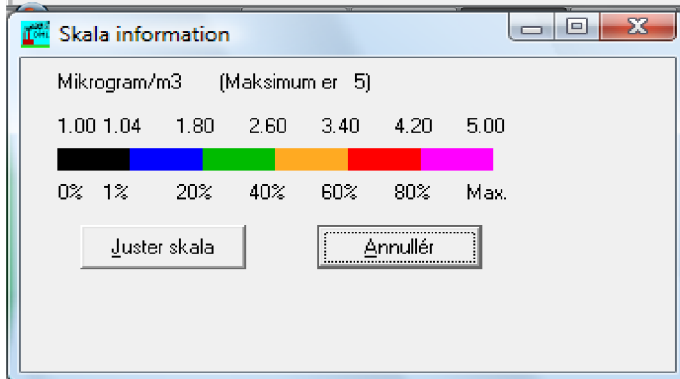 Skala information
Mikrogram/m3 (Maksimum er 5)
1.00 1.04 1.80 2.60 3.40 4.20 5.00
0% 1% 20% 40% 60% 80% Max.
Juster skala Annullér